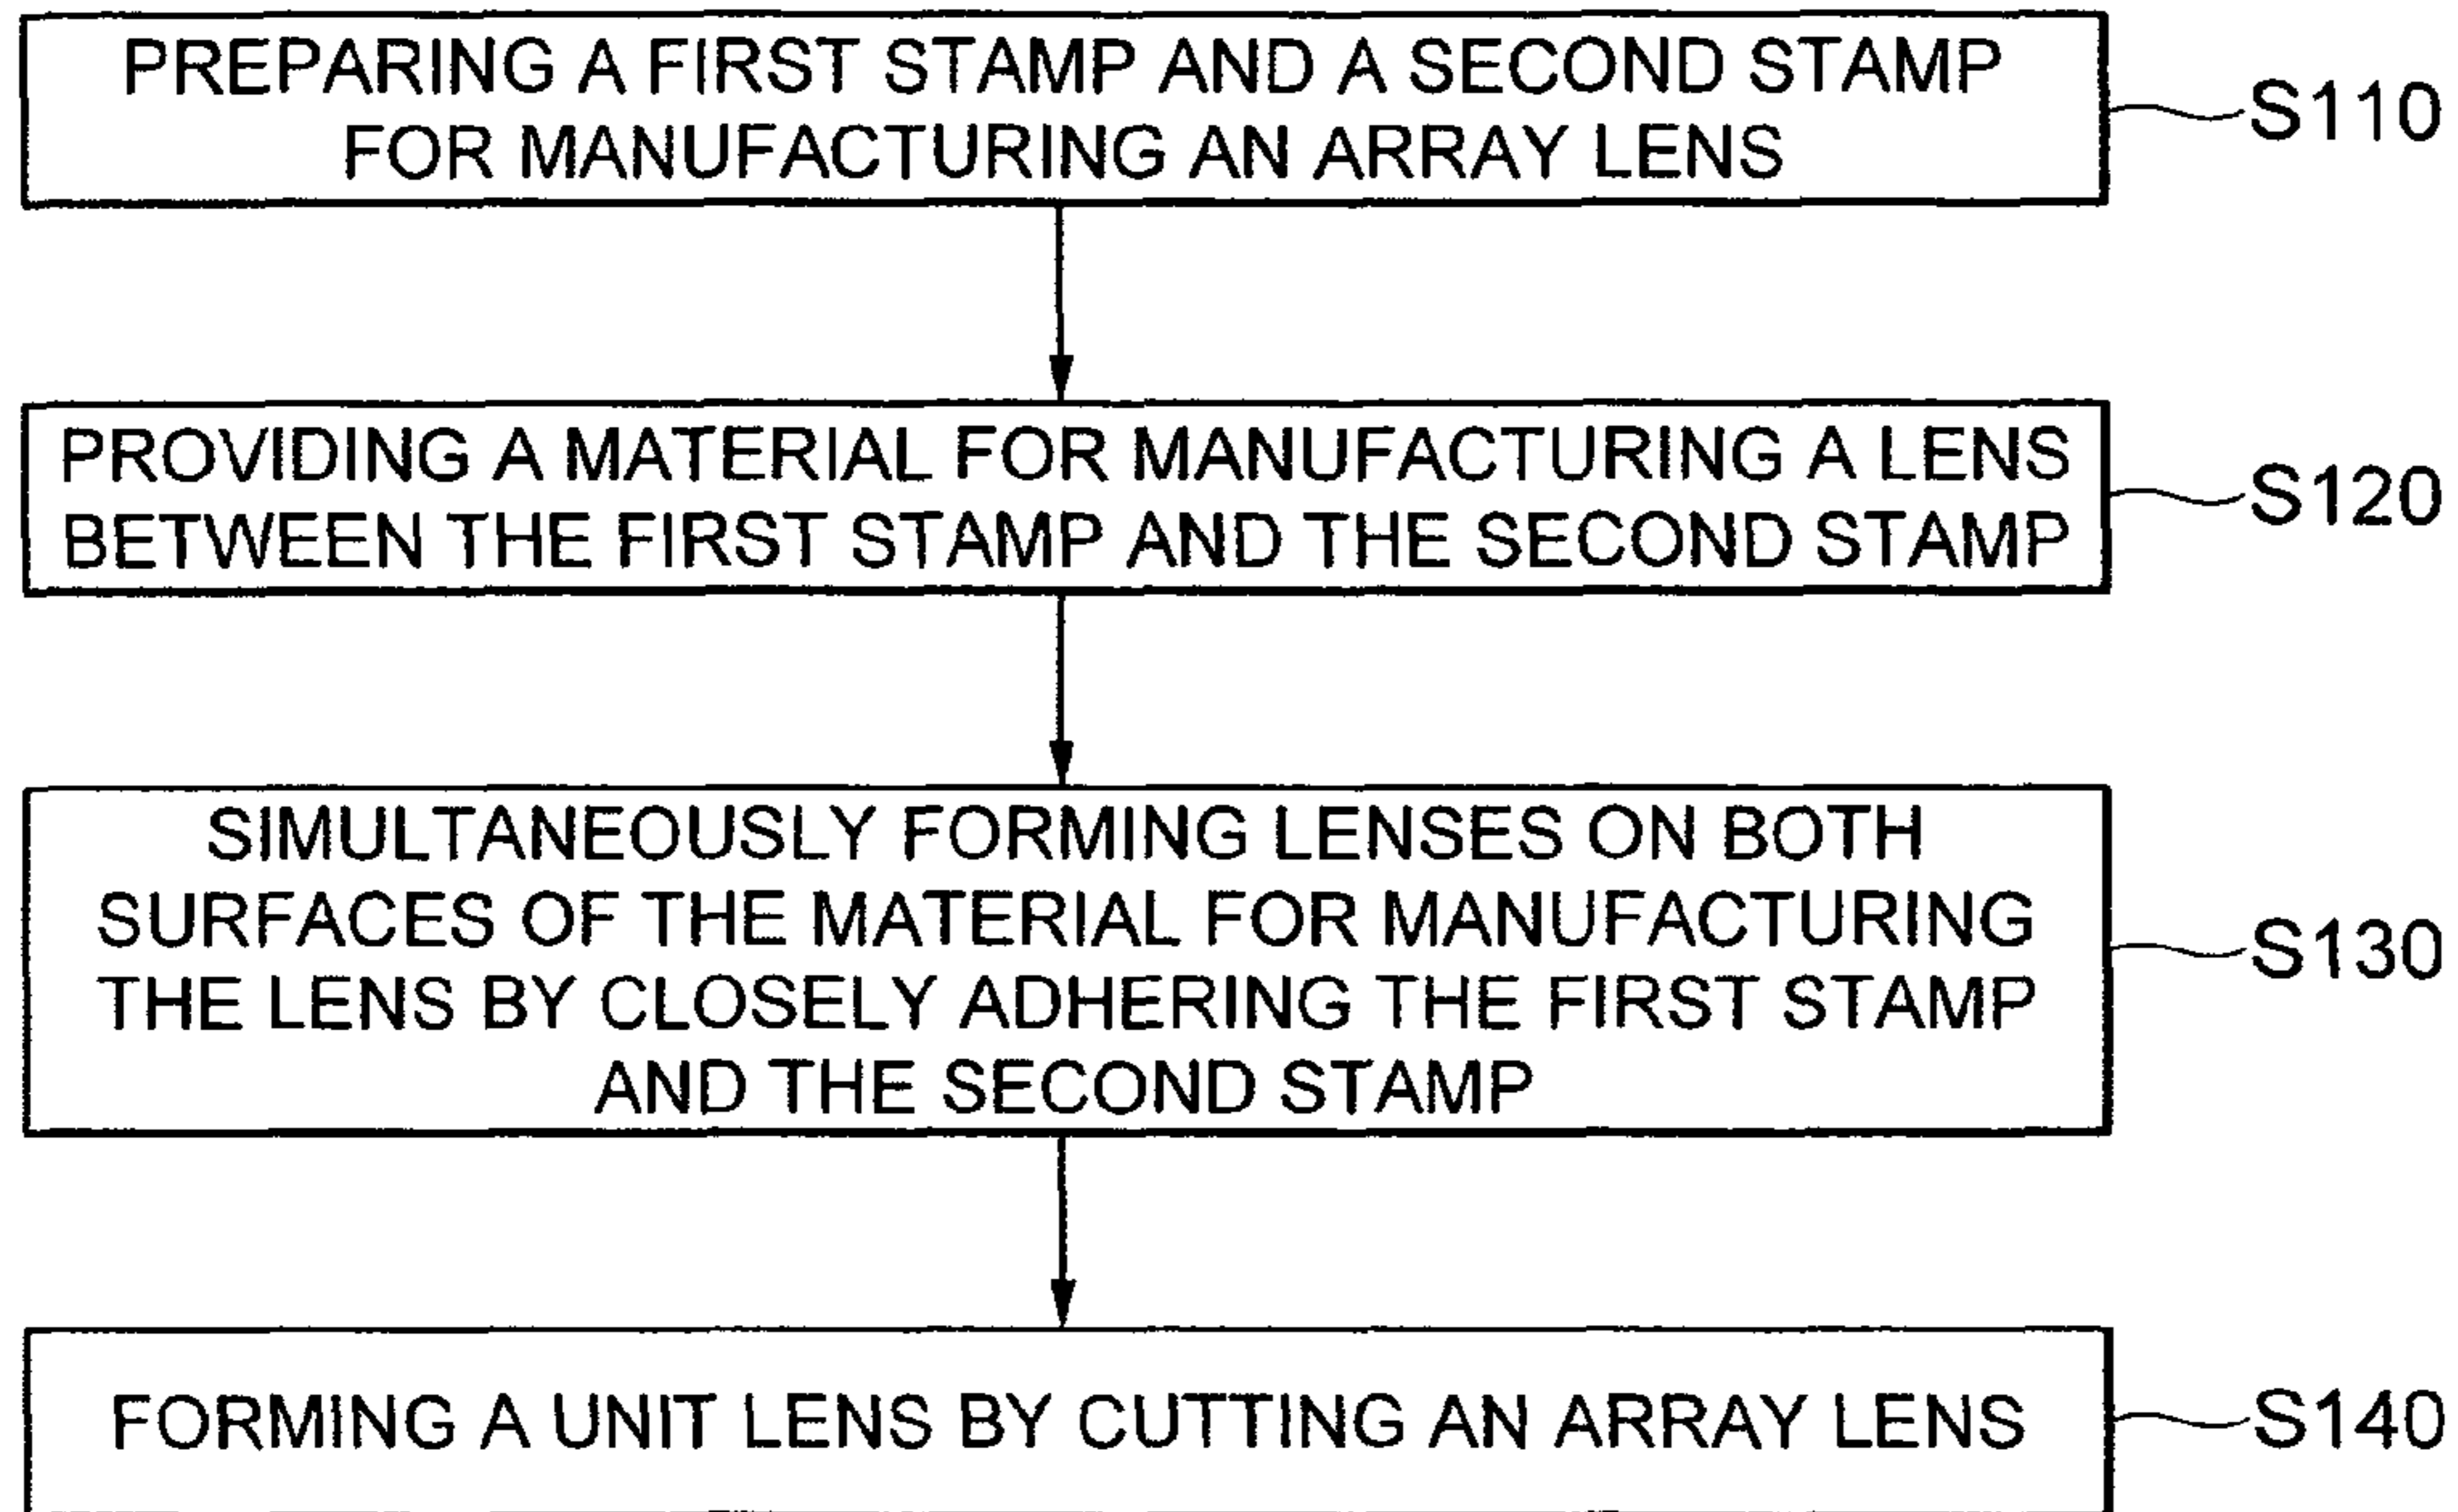 PREPARING A FIRST STAMP AND A SECOND STAMP
FOR MANUFACTURING AN ARRAY LENS
S110
PROVIDING A MATERIAL FOR MANUFACTURING A LENS
BETWEEN THE FIRST STAMP AND THE SECOND STAMP
S120
SIMULTANEOUSLY FORMING LENSES ON BOTH
SURFACES OF THE MATERIAL FOR MANUFACTURING
THE LENS BY CLOSELY ADHERING THE FIRST STAMP
AND THE SECOND STAMP
S130
FORMING A UNIT LENS BY CUTTING AN ARRAY LENS
S140